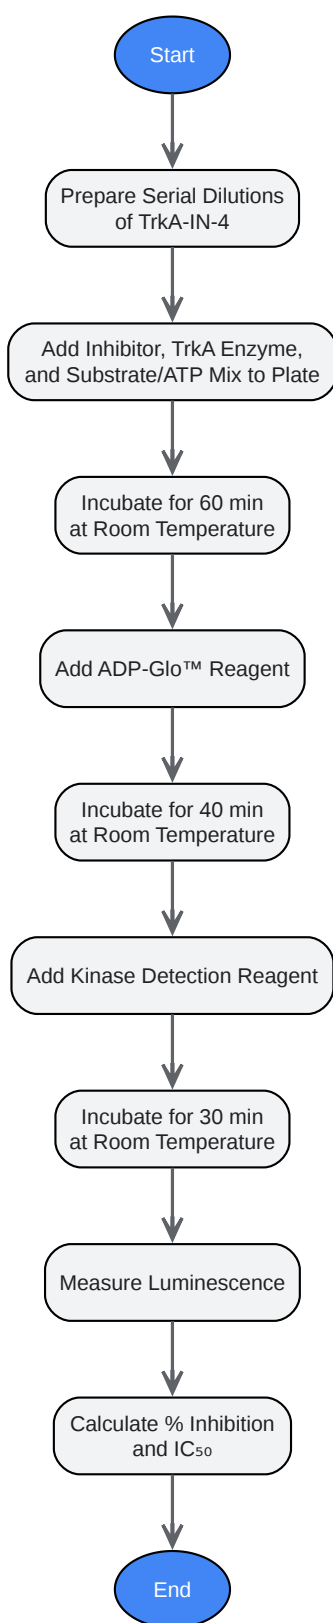 Start
Prepare Serial Dilutions
of TrkA-IN-4
Add Inhibitor, TrkA Enzyme,
and Substrate/ATP Mix to Plate
Incubate for 60 min
at Room Temperature
Add ADP-Glo™ Reagent
Incubate for 40 min
at Room Temperature
Add Kinase Detection Reagent
Incubate for 30 min
at Room Temperature
Measure Luminescence
Calculate % Inhibition
and IC₅₀
End